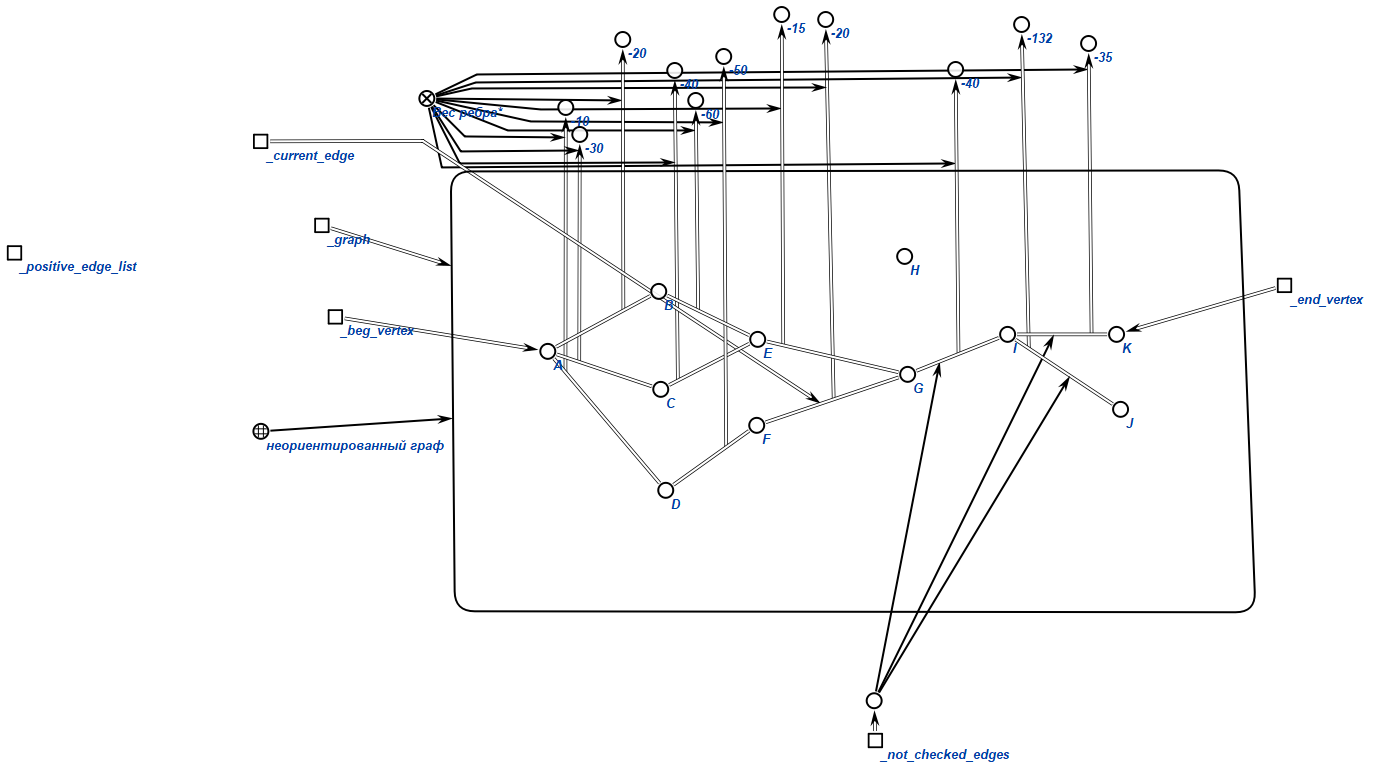 -15
-20
-132
-20
-35
-50
-40
-40
Вес ребра*
-10
-60
-30
_current_edge
_graph
_positive_edge_list
H
_end_vertex
B
_beg_vertex
E
I
K
A
G
C
J
F
неориентированный граф
D
_not_checked_edges